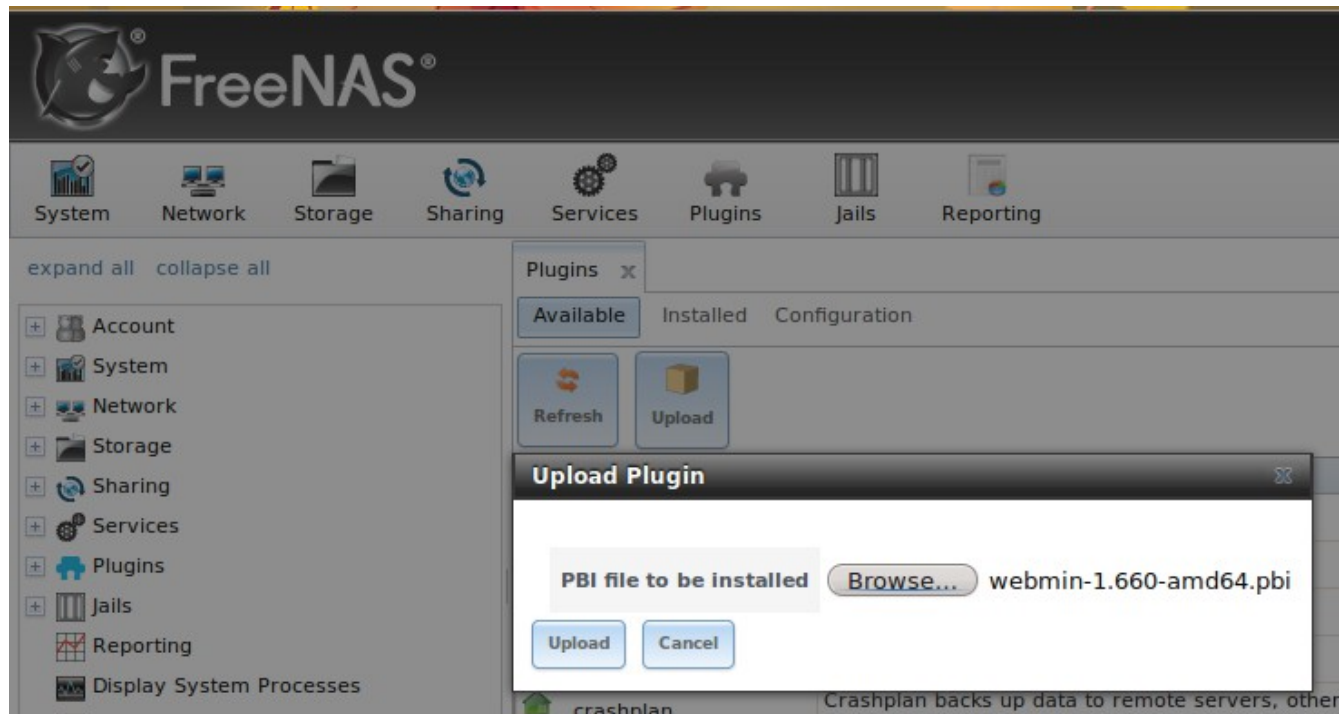 FreeNAS®
System Network Storage Sharing Services Plugins Jails Reporting
expand all collapse all
Account
System
Network
Storage
Sharing
Services
Plugins
Jails
Reporting
Display System Processes
Plugins x
Available Installed Configuration
Refresh Upload
Upload Plugin
PBI file to be installed Browse... webmin-1.660-amd64.pbi
Upload Cancel
crashplan Crashplan backs up data to remote servers, other